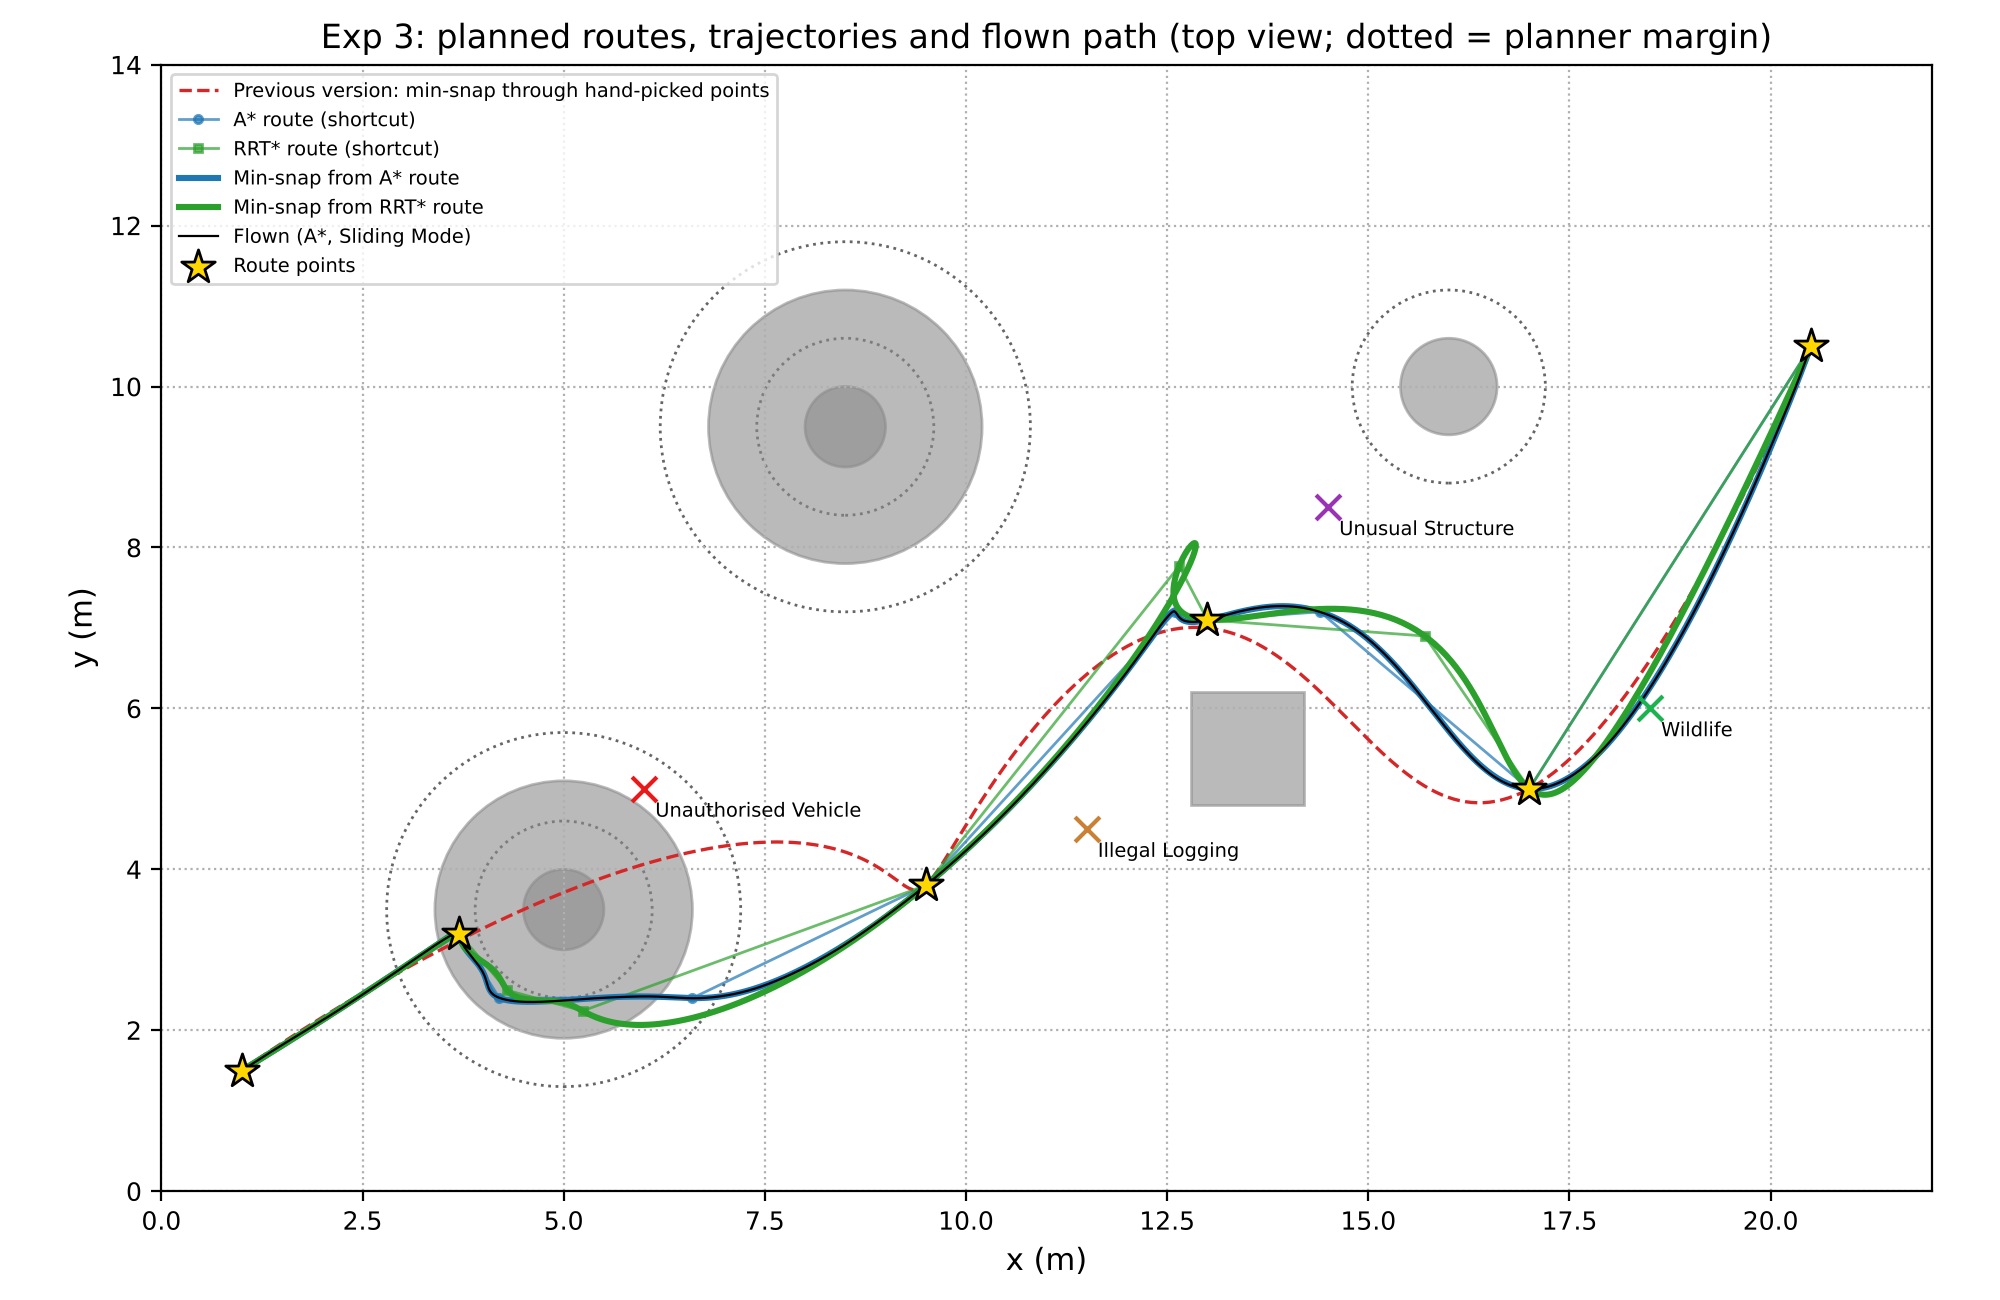 Exp 3: planned routes, trajectories and flown path (top view; dotted = planner margin)
Previous version: min-snap through hand-picked points
A* route (shortcut)
RRT* route (shortcut)
Min-snap from A* route
Min-snap from RRT* route
Flown (A*, Sliding Mode)
Route points
Unusual Structure
Wildlife
Unauthorised Vehicle
Illegal Logging
y (m)
14
12
10
8
6
4
2
0
0.0 2.5 5.0 7.5 10.0 12.5 15.0 17.5 20.0
x (m)